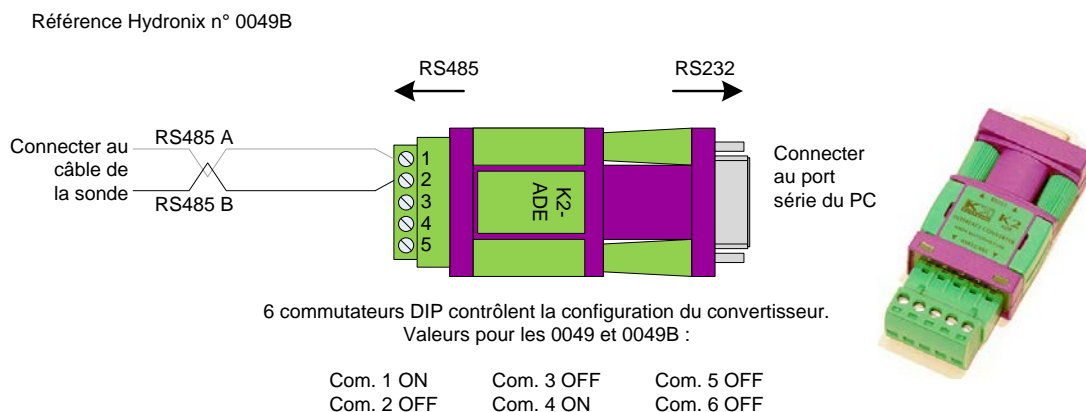 Référence Hydronix n° 0049B
RS485
RS232
Connecter au
câble de
la sonde
RS485 A
RS485 B
1
2
3
4
5
K2-
ADE
Connecter
au port
série du PC
K2
6 commutateurs DIP contrôlent la configuration du convertisseur.
Valeurs pour les 0049 et 0049B :
Com. 1 ON
Com. 3 OFF
Com. 5 OFF
Com. 2 OFF
Com. 4 ON
Com. 6 OFF